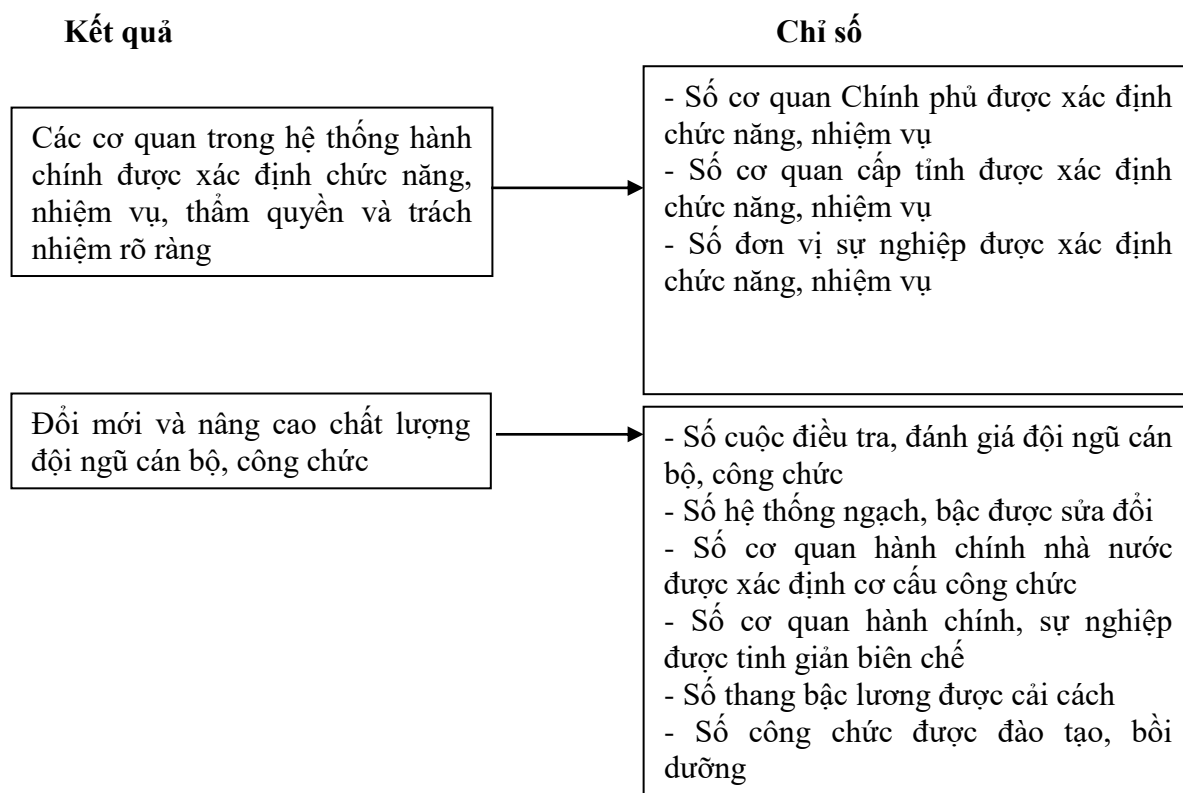 Kết quả
Chỉ số
Các cơ quan trong hệ thống hành
chính được xác định chức năng,
nhiệm vụ, thẩm quyền và trách
nhiệm rõ ràng
- Số cơ quan Chính phủ được xác định
chức năng, nhiệm vụ
- Số cơ quan cấp tỉnh được xác định
chức năng, nhiệm vụ
- Số đơn vị sự nghiệp được xác định
chức năng, nhiệm vụ
Đổi mới và nâng cao chất lượng
đội ngũ cán bộ, công chức
- Số cuộc điều tra, đánh giá đội ngũ cán
bộ, công chức
- Số hệ thống ngạch, bậc được sửa đổi
- Số cơ quan hành chính nhà nước
được xác định cơ cấu công chức
- Số cơ quan hành chính, sự nghiệp
được tinh giản biên chế
- Số thang bậc lương được cải cách
- Số công chức được đào tạo, bồi
dưỡng